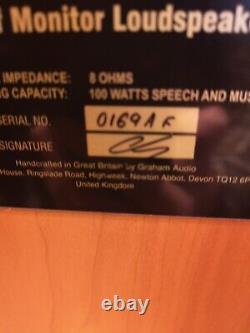 Monitor Loudspeak
IMPEDANCE: 8 OHMS
G CAPACITY: 100 WATTS SPEECH AND MUS
SERIAL NO. 0169AF
SIGNATURE
Handcrafted in Great Britain by Graham Audio
House, Ringslade Road, Highweek, Newton Abbot, Devon TQ12 6P
United Kingdom